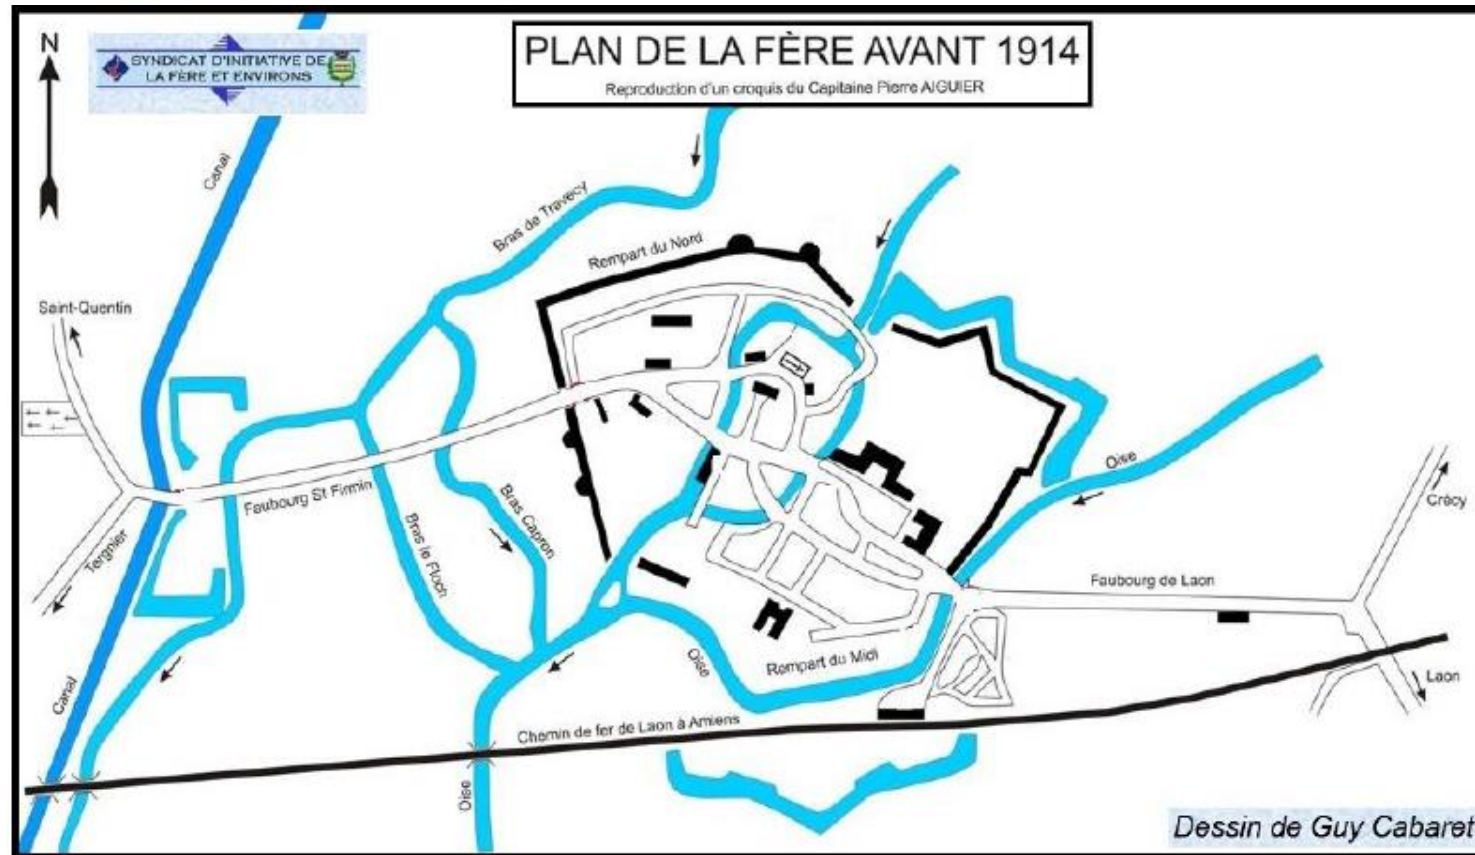 N
SYNDICAT D'INITIATIVE DE
LA FÈRE ET ENVIRONS
PLAN DE LA FÈRE AVANT 1914
Reproduction d'un croquis du Capitaine Pierre AIGUIER
Canal
Bras de Travecy
Rempart du Nord
Saint-Quentin
Oise
Crécy
Faubourg St Firmin
Bras Capron
Bras le Floch
Tergnier
Faubourg de Laon
Oise
Rempart du Midi
Laon
Canal
Chemin de fer de Laon à Amiens
Oise
Dessin de Guy Cabaret